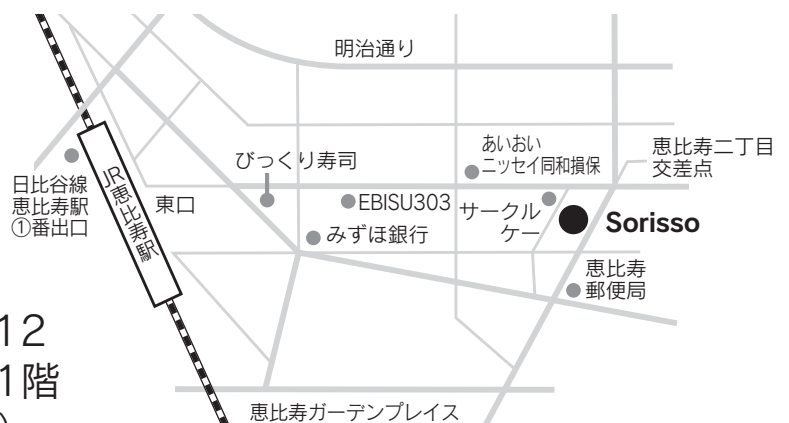 明治通り
あいおい
ニッセイ同和損保
恵比寿二丁目
交差点
びっくり寿司
日比谷線
恵比寿駅
①番出口
JR恵比寿駅
東口
EBISU303
サークル
ケー
Sorisso
みずほ銀行
恵比寿
郵便局
12
1階
)
恵比寿ガーデンプレイス